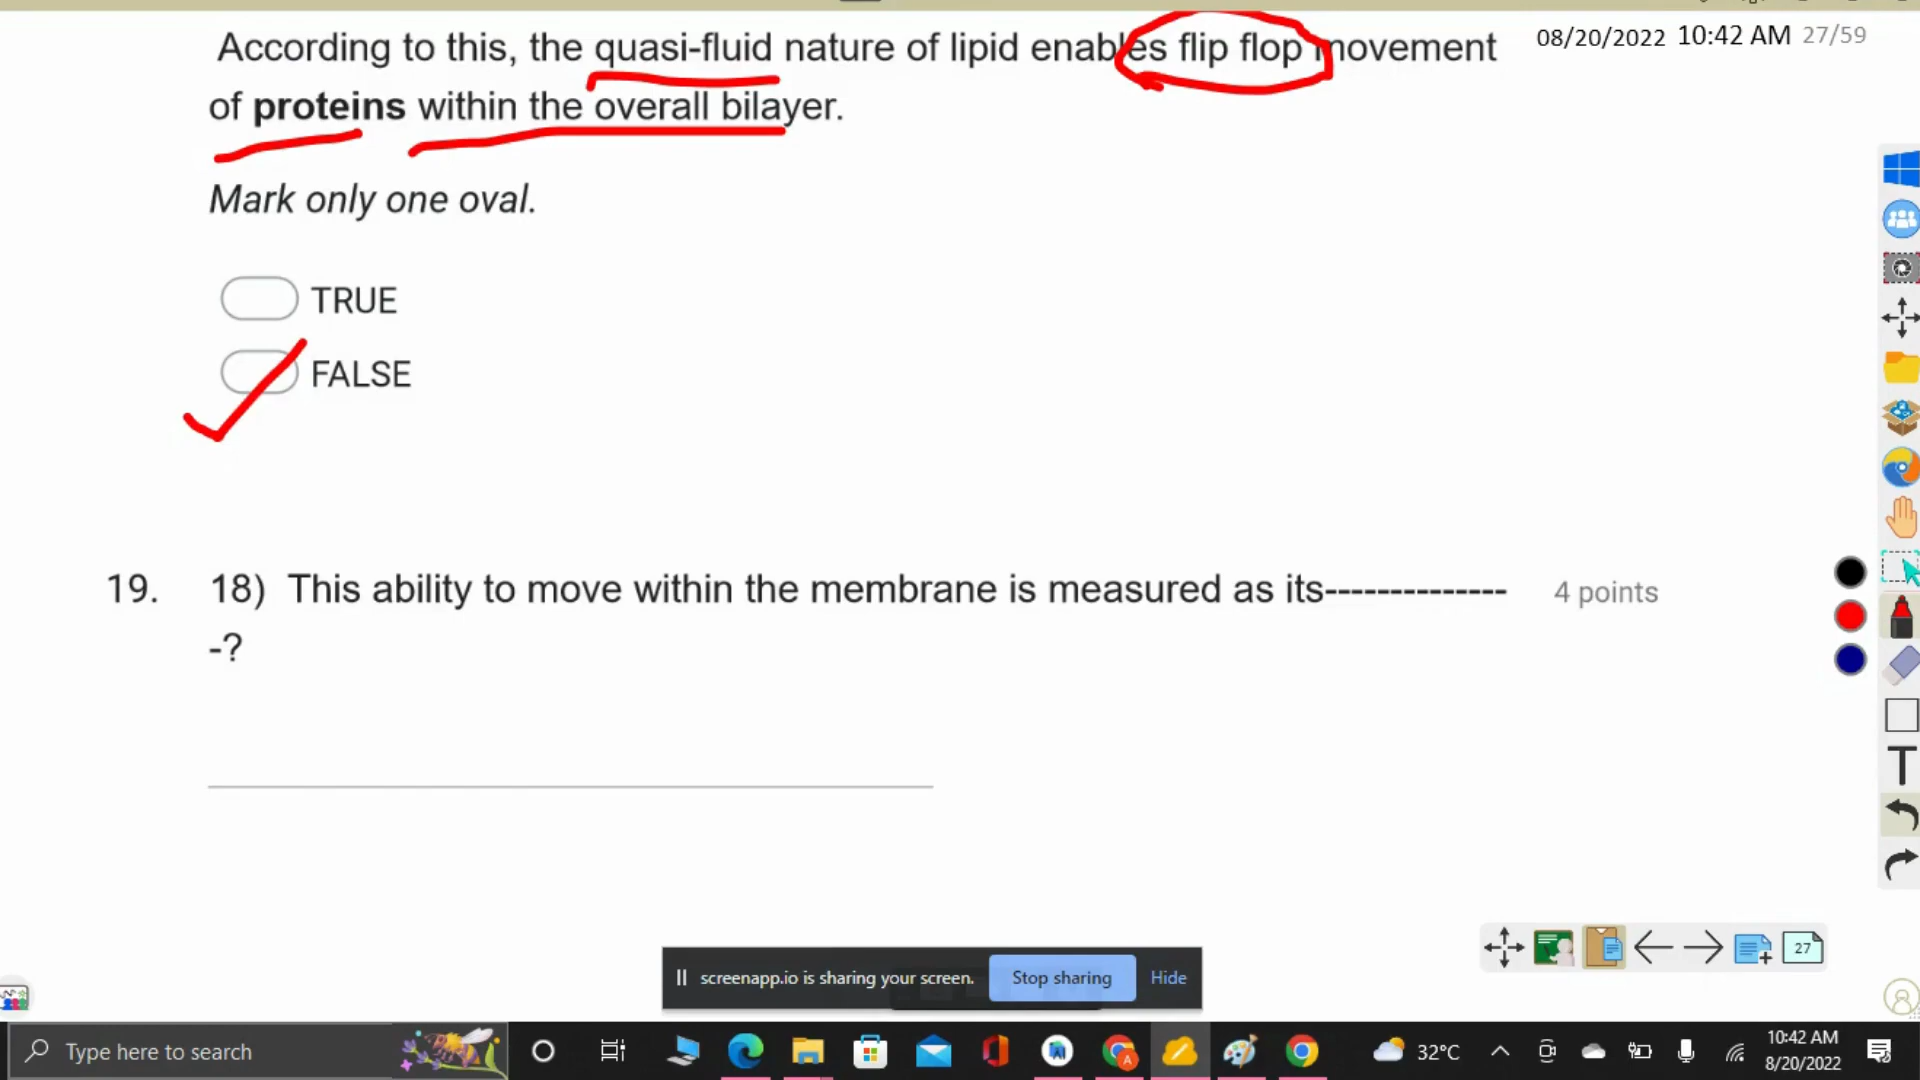 According to this, the quasi-fluid nature of lipid enables flip flop movement
08/20/2022 10:42 AM 27/59
of proteins within the overall bilayer.
Mark only one oval.
TRUE
FALSE
19. 18) This ability to move within the membrane is measured as its-------------- 4 points
-?
T
27
screenapp.io is sharing your screen. Stop sharing Hide
Type here to search
32°C
10:42 AM
8/20/2022